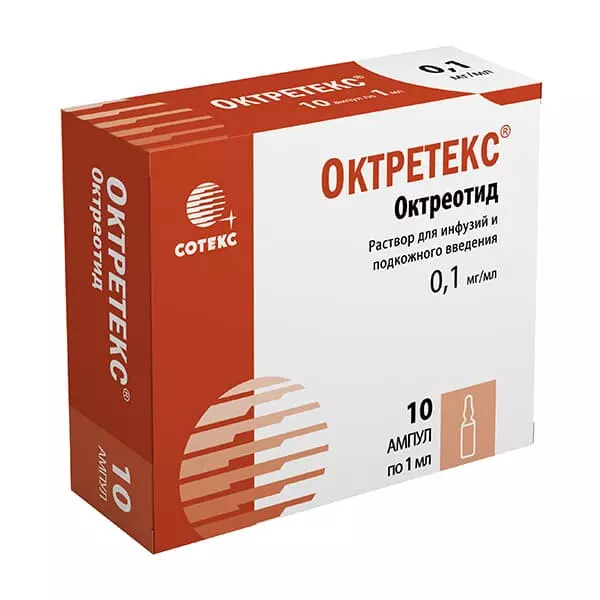 ОКТРЕТЕКС®
10 ампул по 1 мл
0,1
мг/мл
ОКТРЕТЕКС®
Октреотид
Раствор для инфузий и
подкожного введения
0,1 мг/мл
СОТЕКС
10
АМПУЛ
по 1 мл
ОКТРЕТЕКС®
Октреотид
10
АМПУЛ